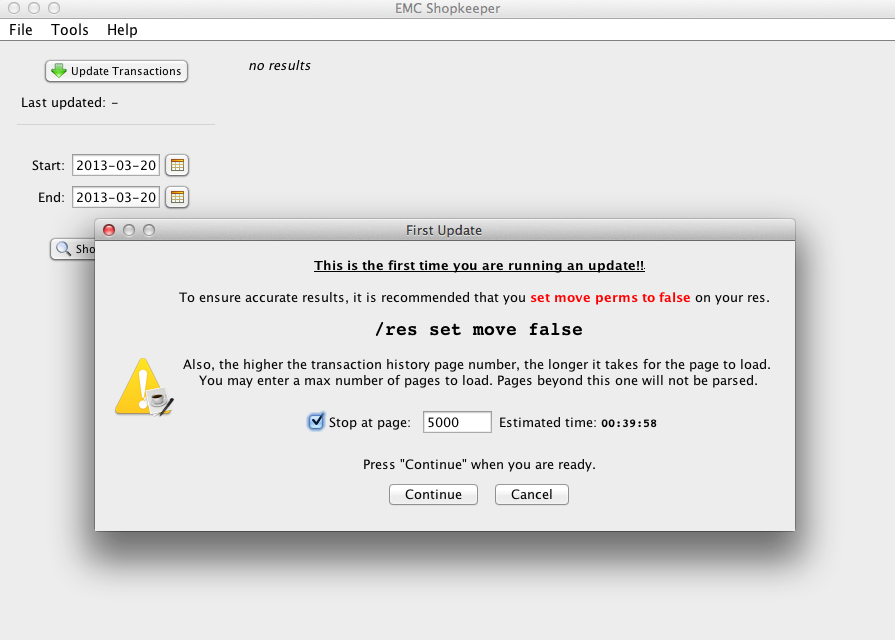 EMC Shopkeeper
File Tools Help
Update Transactions
no results
Last updated: –
Start: 2013-03-20
End: 2013-03-20
Sho
First Update
This is the first time you are running an update!!
To ensure accurate results, it is recommended that you set move perms to false on your res.
/res set move false
Also, the higher the transaction history page number, the longer it takes for the page to load.
You may enter a max number of pages to load. Pages beyond this one will not be parsed.
Stop at page: 5000 Estimated time: 00:39:58
Press "Continue" when you are ready.
Continue Cancel